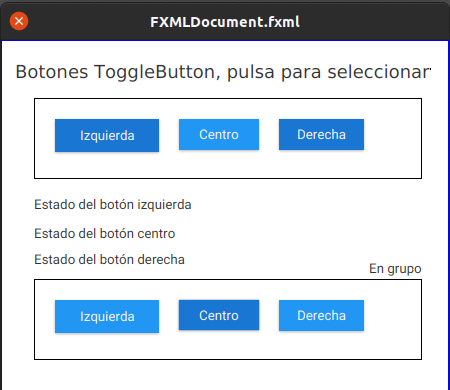 FXMLDocument.fxml
Botones ToggleButton, pulsa para seleccionar
Izquierda Centro Derecha
Estado del botón izquierda
Estado del botón centro
Estado del botón derecha
En grupo
Izquierda Centro Derecha